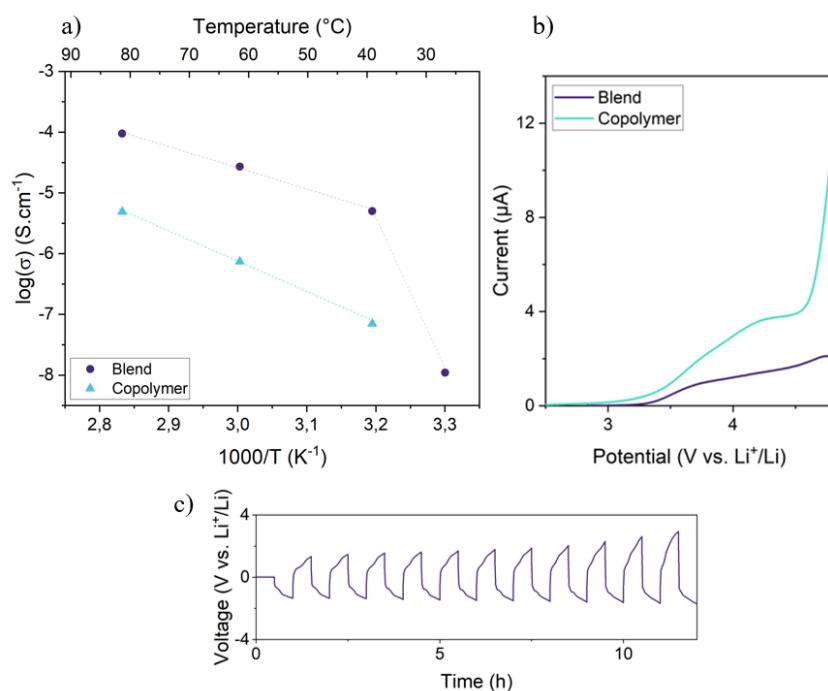 a)
Temperature (°C)
90 80 70 60 50 40 30
-3
-4
-5
-6
-7
-8
log(σ) (S.cm⁻¹)
Blend
Copolymer
2,8 2,9 3,0 3,1 3,2 3,3
1000/T (K⁻¹)
b)
Blend
Copolymer
12
8
4
0
Current (µA)
3 4
Potential (V vs. Li⁺/Li)
c)
Voltage (V vs. Li⁺/Li)
4
0
-4
0 5 10
Time (h)